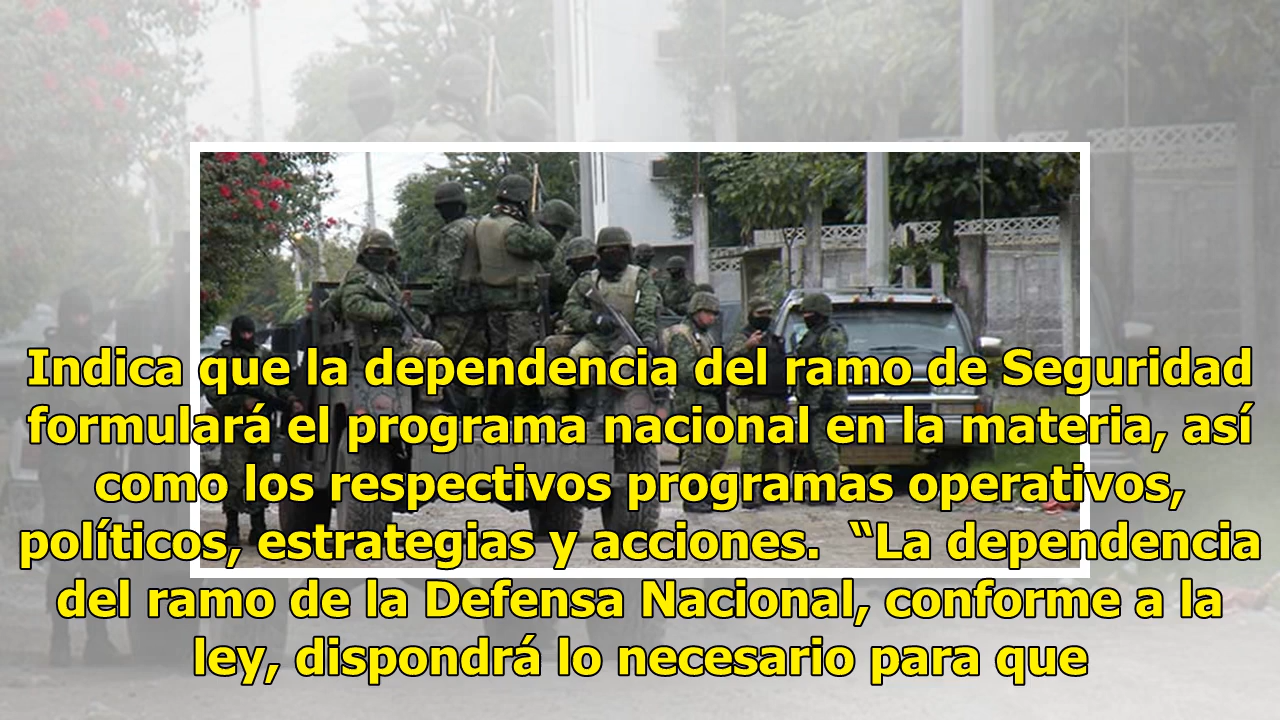 Indica que la dependencia del ramo de Seguridad
formulará el programa nacional en la materia, así
como los respectivos programas operativos,
políticos, estrategias y acciones.  “La dependencia
del ramo de la Defensa Nacional, conforme a la
ley, dispondrá lo necesario para que